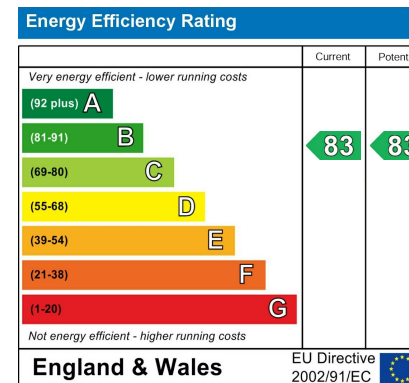 Energy Efficiency Rating
Current Potent
Very energy efficient - lower running costs
(92 plus) A
(81-91) B 83 83
(69-80) C
(55-68) D
(39-54) E
(21-38) F
(1-20) G
Not energy efficient - higher running costs
England & Wales EU Directive
2002/91/EC